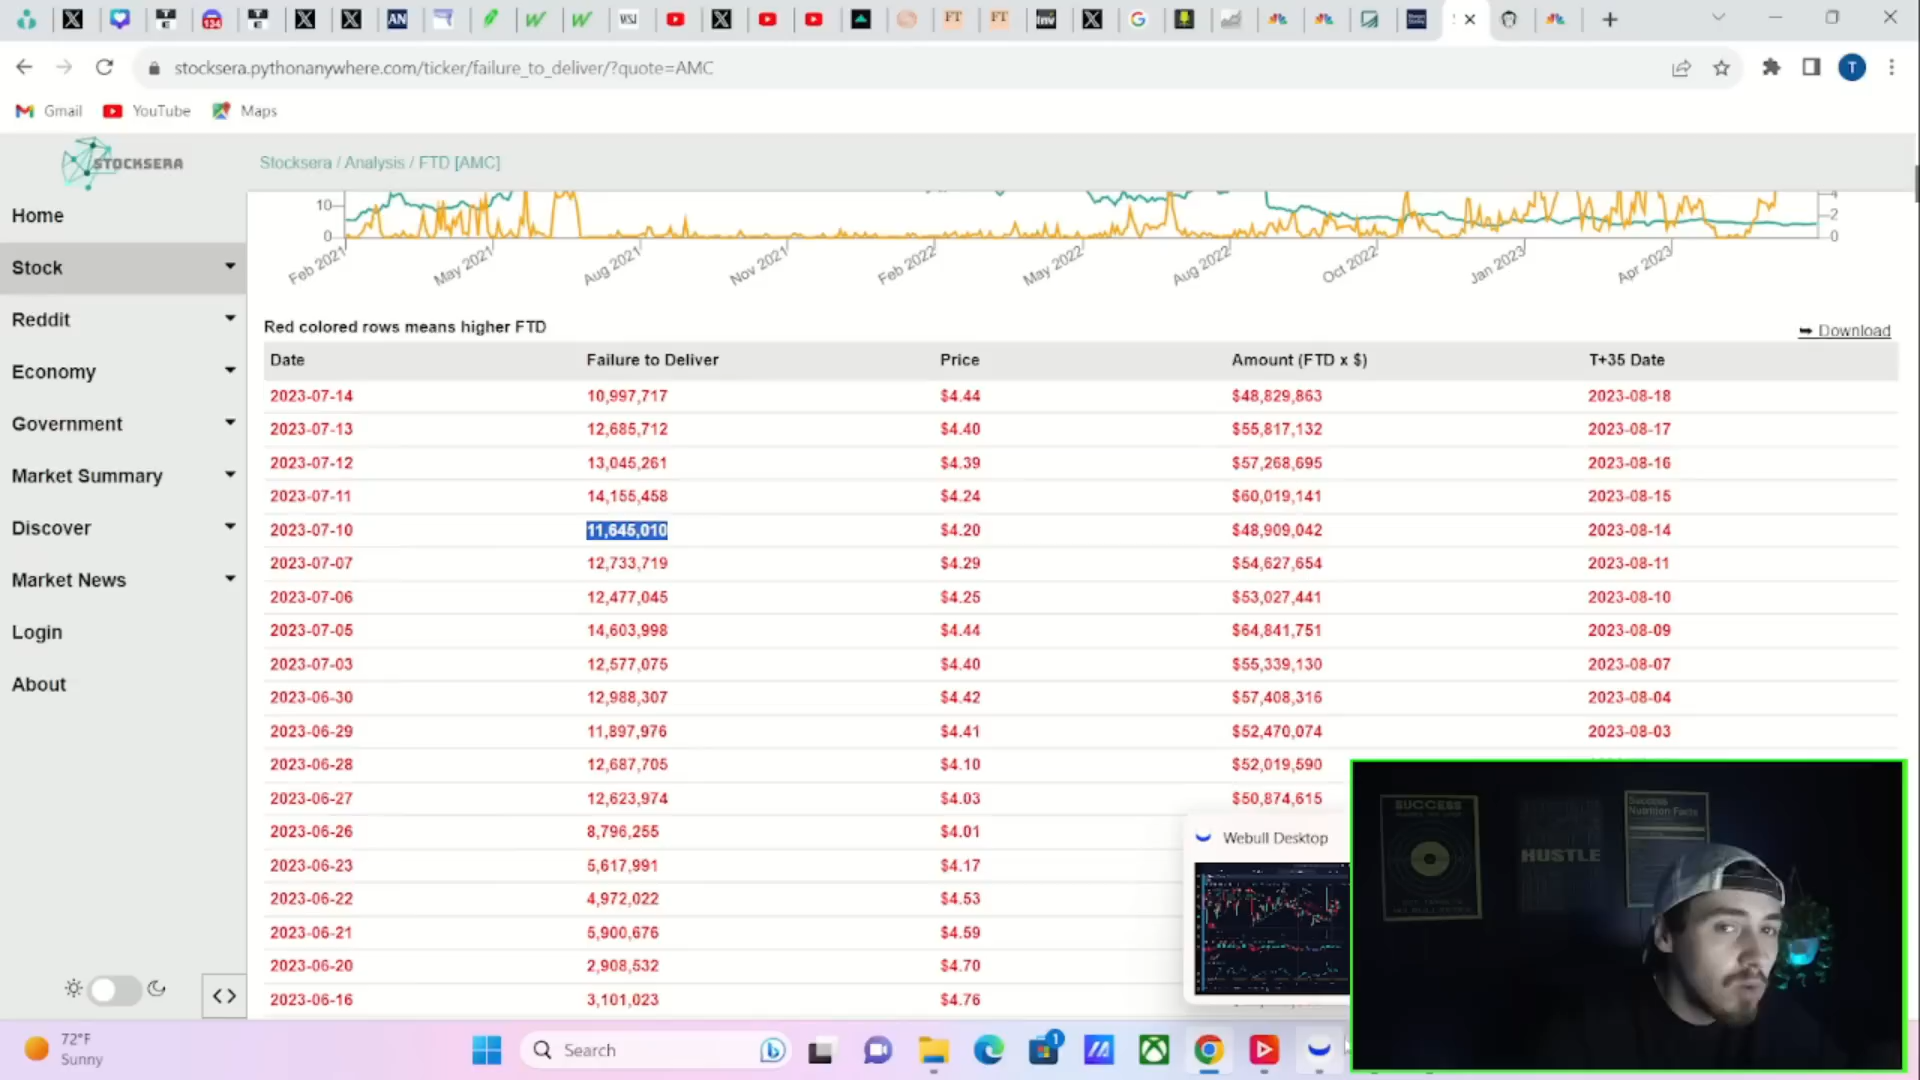 134
AN
WSJ
FT
FT
Inv
stocksera.pythonanywhere.com/ticker/failure_to_deliver/?quote=AMC
T
Gmail
YouTube
Maps
STOCKSERA
Stocksera / Analysis / FTD [AMC]
Home
Stock
Reddit
Economy
Government
Market Summary
Discover
Market News
Login
About
10
0
4
2
0
Feb 2021
May 2021
Aug 2021
Nov 2021
Feb 2022
May 2022
Aug 2022
Oct 2022
Jan 2023
Apr 2023
Red colored rows means higher FTD
Download
Date Failure to Deliver Price Amount (FTD x $) T+35 Date
2023-07-14 10,997,717 $4.44 $48,829,863 2023-08-18
2023-07-13 12,685,712 $4.40 $55,817,132 2023-08-17
2023-07-12 13,045,261 $4.39 $57,268,695 2023-08-16
2023-07-11 14,155,458 $4.24 $60,019,141 2023-08-15
2023-07-10 11,645,010 $4.20 $48,909,042 2023-08-14
2023-07-07 12,733,719 $4.29 $54,627,654 2023-08-11
2023-07-06 12,477,045 $4.25 $53,027,441 2023-08-10
2023-07-05 14,603,998 $4.44 $64,841,751 2023-08-09
2023-07-03 12,577,075 $4.40 $55,339,130 2023-08-07
2023-06-30 12,988,307 $4.42 $57,408,316 2023-08-04
2023-06-29 11,897,976 $4.41 $52,470,074 2023-08-03
2023-06-28 12,687,705 $4.10 $52,019,590
2023-06-27 12,623,974 $4.03 $50,874,615
2023-06-26 8,796,255 $4.01
2023-06-23 5,617,991 $4.17
2023-06-22 4,972,022 $4.53
2023-06-21 5,900,676 $4.59
2023-06-20 2,908,532 $4.70
2023-06-16 3,101,023 $4.76
Webull Desktop
SUCCESS
Success
Nutrition Facts
HUSTLE
72°F
Sunny
Search
1